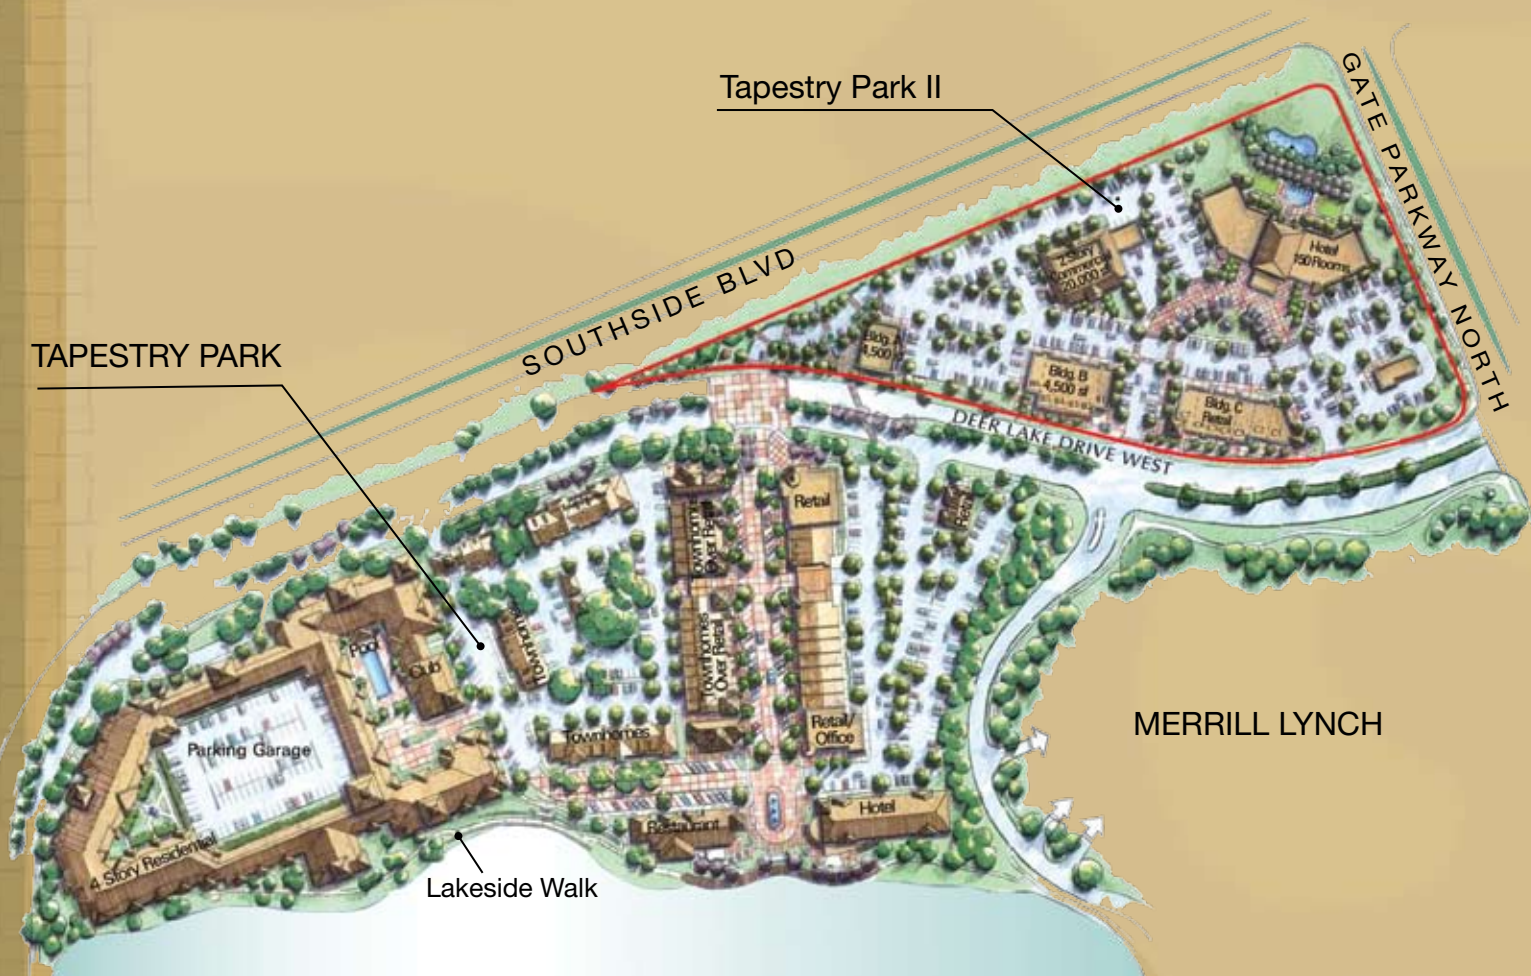 Tapestry Park II
GATE PARKWAY NORTH
SOUTHSIDE BLVD
Hotel
150 Rooms
2 Story
Commercial
20,000 sf
TAPESTRY PARK
Bldg. A
4,500
Bldg. B
4,500 sf
Bldg. C
Retail
DEER LAKE DRIVE WEST
Retail
Retail
Townhomes
Over Retail
Townhomes
Over Retail
Townhomes
Pool
Club
Retail/
Office
Townhomes
MERRILL LYNCH
Parking Garage
Hotel
Restaurant
4 Story Residential
Lakeside Walk